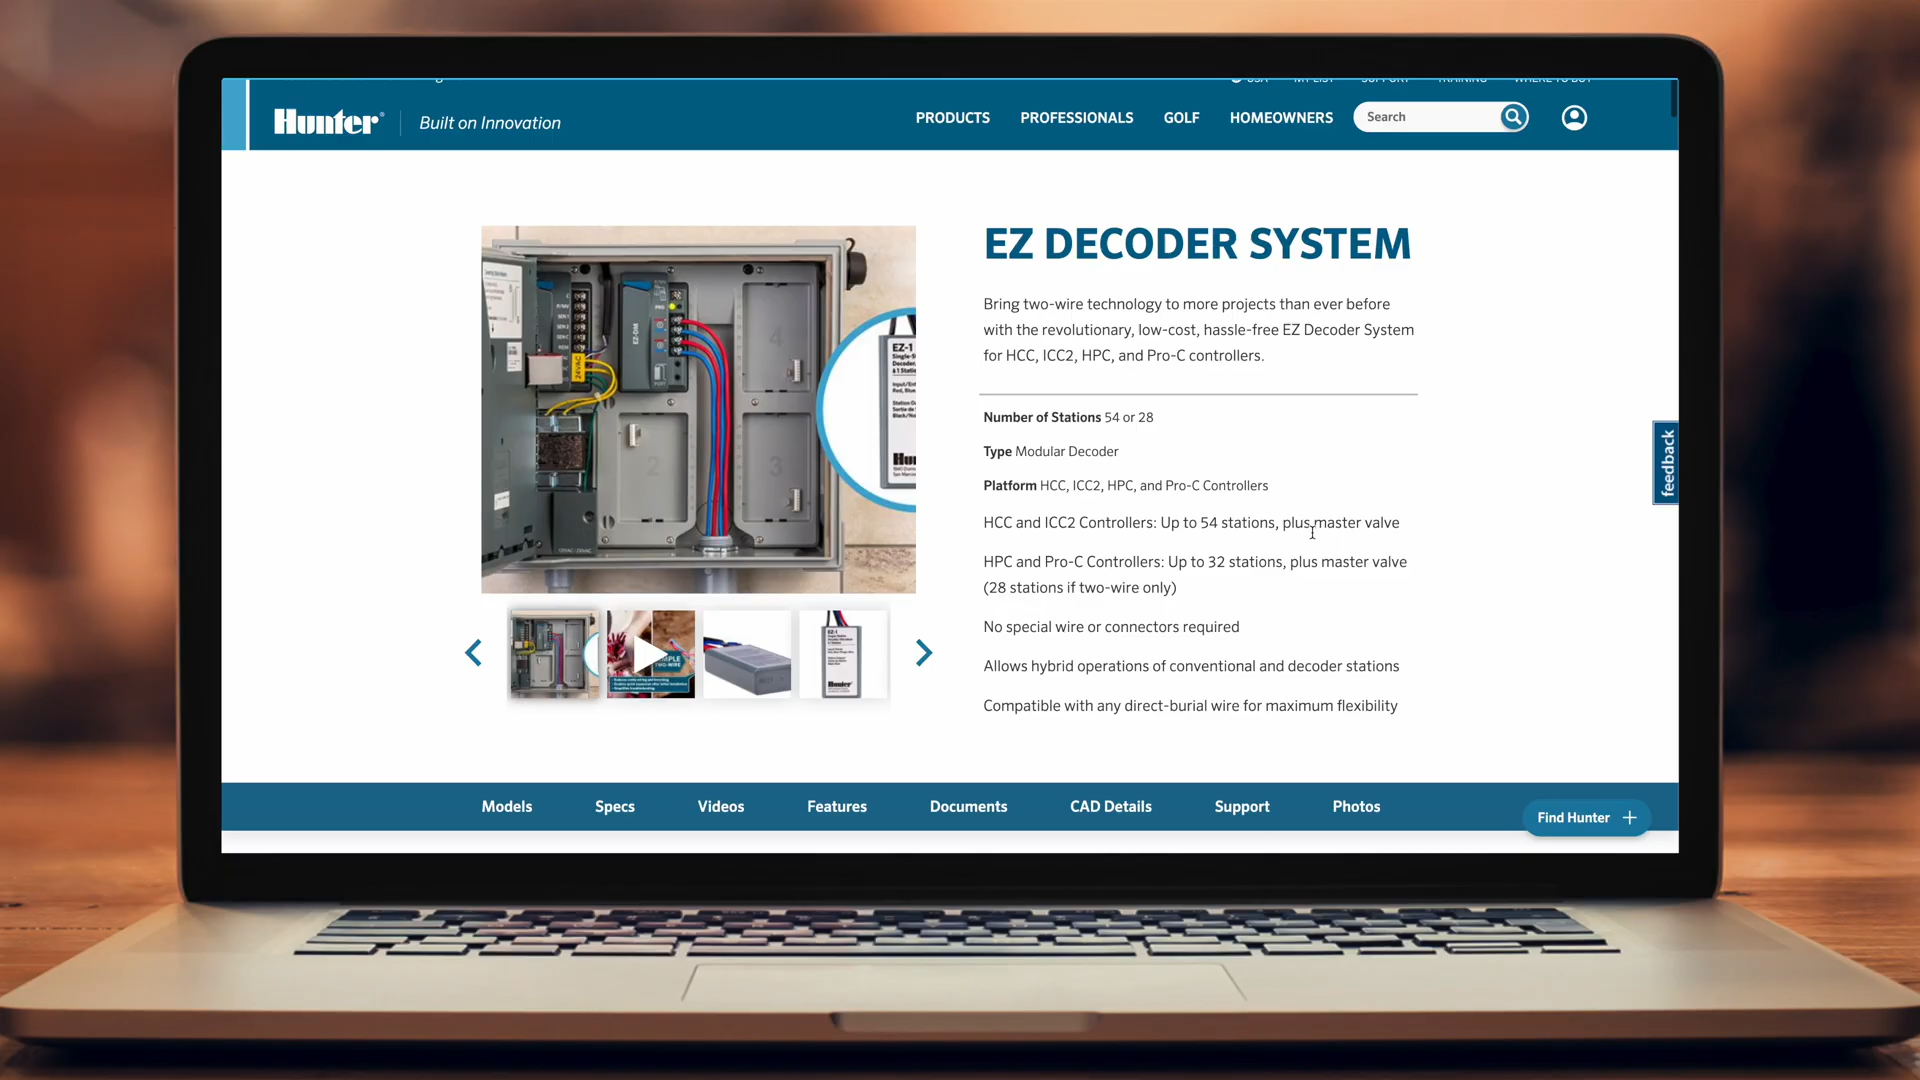 Hunter®
Built on Innovation
PRODUCTS
PROFESSIONALS
GOLF
HOMEOWNERS
Search
EZ DECODER SYSTEM
Bring two-wire technology to more projects than ever before
with the revolutionary, low-cost, hassle-free EZ Decoder System
for HCC, ICC2, HPC, and Pro-C controllers.
Number of Stations 54 or 28
Type Modular Decoder
Platform HCC, ICC2, HPC, and Pro-C Controllers
HCC and ICC2 Controllers: Up to 54 stations, plus master valve
HPC and Pro-C Controllers: Up to 32 stations, plus master valve
(28 stations if two-wire only)
No special wire or connectors required
Allows hybrid operations of conventional and decoder stations
Compatible with any direct-burial wire for maximum flexibility
EZ-DM
24VAC
4
2
3
EZ-1
feedback
Models
Specs
Videos
Features
Documents
CAD Details
Support
Photos
Find Hunter +